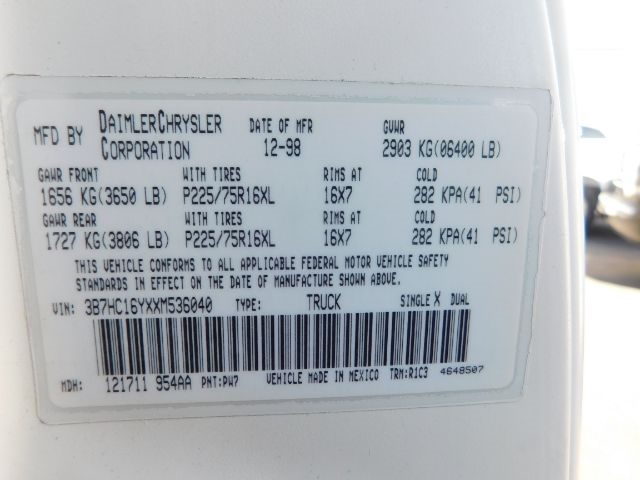 MFD BY DAIMLERCHRYSLER CORPORATION DATE OF MFR 12-98 GVWR 2903 KG(06400 LB)
GAWR FRONT WITH TIRES RIMS AT COLD
1656 KG(3650 LB) P225/75R16XL 16X7 282 KPA(41 PSI)
GAWR REAR WITH TIRES RIMS AT COLD
1727 KG(3806 LB) P225/75R16XL 16X7 282 KPA(41 PSI)
THIS VEHICLE CONFORMS TO ALL APPLICABLE FEDERAL MOTOR VEHICLE SAFETY
STANDARDS IN EFFECT ON THE DATE OF MANUFACTURE SHOWN ABOVE.
VIN: 3B7HC16YXXM536040 TYPE: TRUCK SINGLE X DUAL
MDH: 121711 954AA PNT:PW7 VEHICLE MADE IN MEXICO TRM:R1C3 4648507